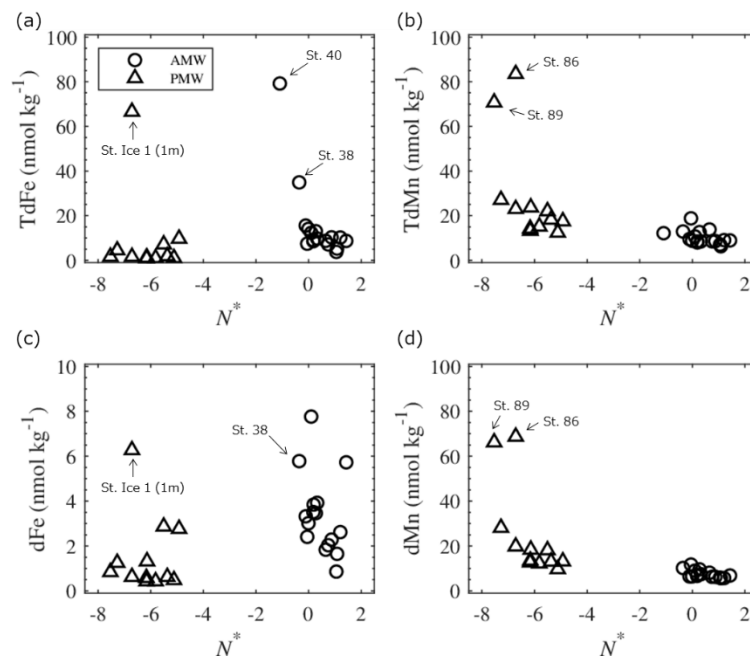 (a)
100
80
60
40
20
0
TdFe (nmol kg⁻¹)
AMW
PMW
St. 40
St. Ice 1 (1m)
St. 38
-8 -6 -4 -2 0 2
N*
(b)
100
80
60
40
20
0
TdMn (nmol kg⁻¹)
St. 86
St. 89
-8 -6 -4 -2 0 2
N*
(c)
10
8
6
4
2
0
dFe (nmol kg⁻¹)
St. 38
St. Ice 1 (1m)
-8 -6 -4 -2 0 2
N*
(d)
100
80
60
40
20
0
dMn (nmol kg⁻¹)
St. 89
St. 86
-8 -6 -4 -2 0 2
N*